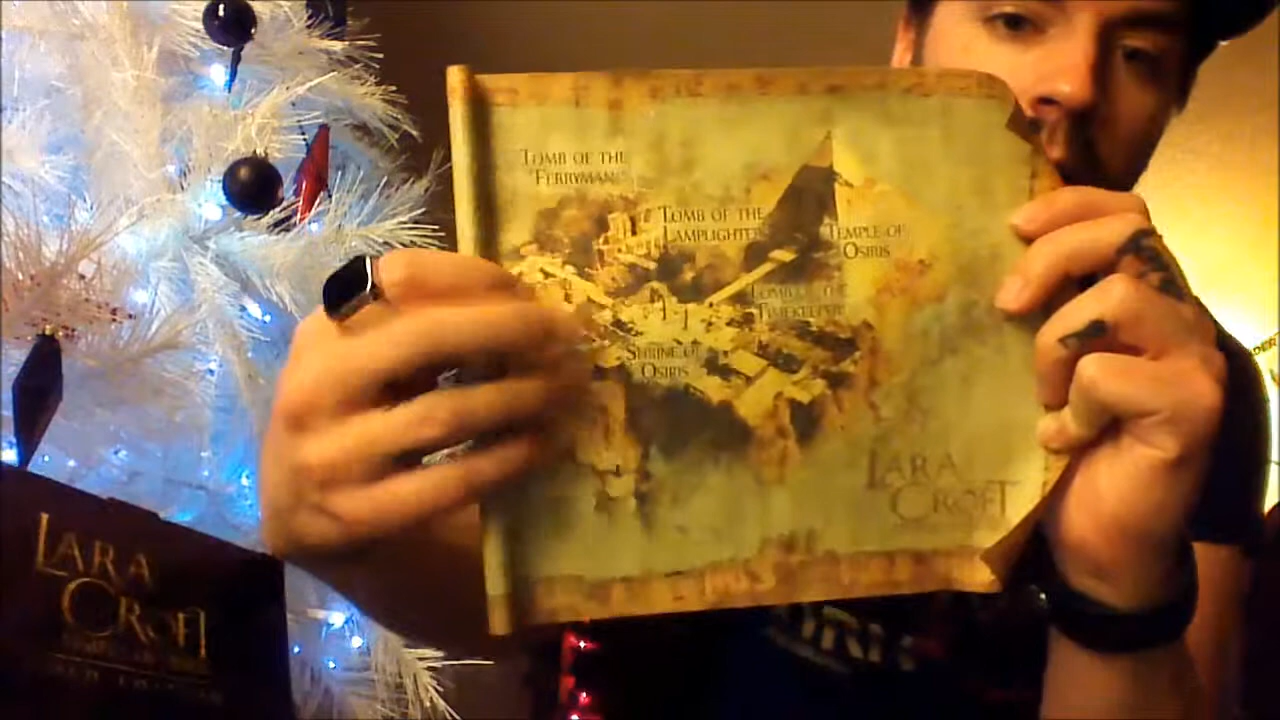 TOMB OF THE
"FERRYMAN"
TOMB OF THE
LAMPLIGHTER
TEMPLE OF
OSIRIS
TOMB OF THE
TIMEKEEPER
SHRINE OF
OSIRIS
LARA
CROFT
LARA
CROFT